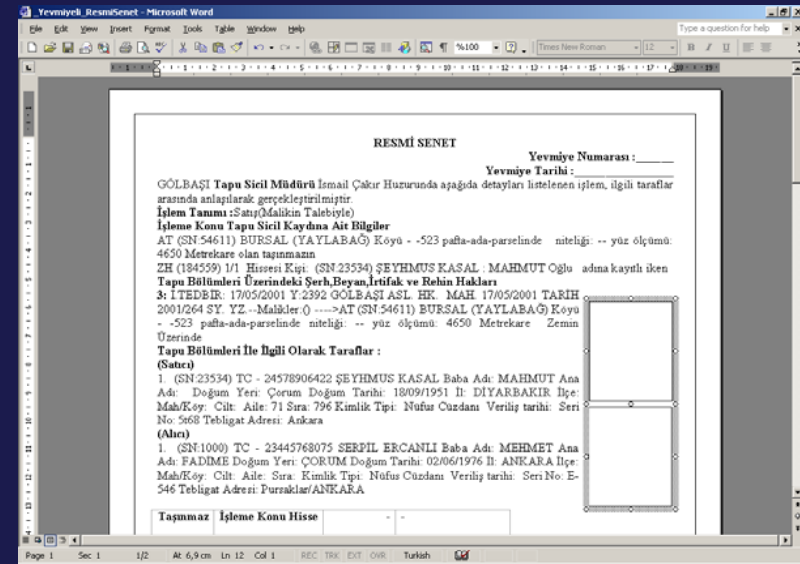 _Yevmiyeli_ResmiSenet - Microsoft Word
File Edit View Insert Format Tools Table Window Help Type a question for help
%100 Times New Roman 12 B I U
RESMİ SENET
Yevmiye Numarası :______
Yevmiye Tarihi :________________
GÖLBAŞI Tapu Sicil Müdürü İsmail Çakır Huzurunda aşağıda detayları listelenen işlem, ilgili taraflar
arasında anlaşılarak gerçekleştirilmiştir.
İşlem Tanımı :Satış(Malikin Talebiyle)
İşleme Konu Tapu Sicil Kaydına Ait Bilgiler
AT (SN:54611) BURSAL (YAYLABAĞ) Köyü - -523 pafta-ada-parselinde niteliği: -- yüz ölçümü:
4650 Metrekare olan taşınmazın
ZH (184559) 1/1 Hissesi Kişi: (SN:23534) ŞEYHMUS KASAL : MAHMUT Oğlu adına kayıtlı iken
Tapu Bölümleri Üzerindeki Şerh,Beyan,İrtifak ve Rehin Hakları
3: İ.TEDBİR: 17/05/2001 Y:2392 GÖLBAŞI ASL. HK. MAH. 17/05/2001 TARİH
2001/264 SY. YZ.--Malikler:() ---->AT (SN:54611) BURSAL (YAYLABAĞ) Köyü
- -523 pafta-ada-parselinde niteliği: -- yüz ölçümü: 4650 Metrekare Zemin
Üzerinde
Tapu Bölümleri İle İlgili Olarak Taraflar :
(Satıcı)
1. (SN:23534) TC - 24578906422 ŞEYHMUS KASAL Baba Adı: MAHMUT Ana
Adı: Doğum Yeri: Çorum Doğum Tarihi: 18/09/1951 İl: DİYARBAKIR İlçe:
Mah/Köy: Cilt: Aile: 71 Sıra: 796 Kimlik Tipi: Nüfus Cüzdanı Veriliş tarihi: Seri
No: 5t68 Tebligat Adresi: Ankara
(Alıcı)
1. (SN:1000) TC - 23445768075 SERPİL ERCANLI Baba Adı: MEHMET Ana
Adı: FADIME Doğum Yeri: ÇORUM Doğum Tarihi: 02/06/1976 İl: ANKARA İlçe:
Mah/Köy: Cilt: Aile: Sıra: Kimlik Tipi: Nüfus Cüzdanı Veriliş tarihi: Seri No: E-
546 Tebligat Adresi: Pursaklar/ANKARA
Taşınmaz İşleme Konu Hisse - -
Page 1 Sec 1 1/2 At 6,9 cm Ln 12 Col 1 REC TRK EXT OVR Turkish